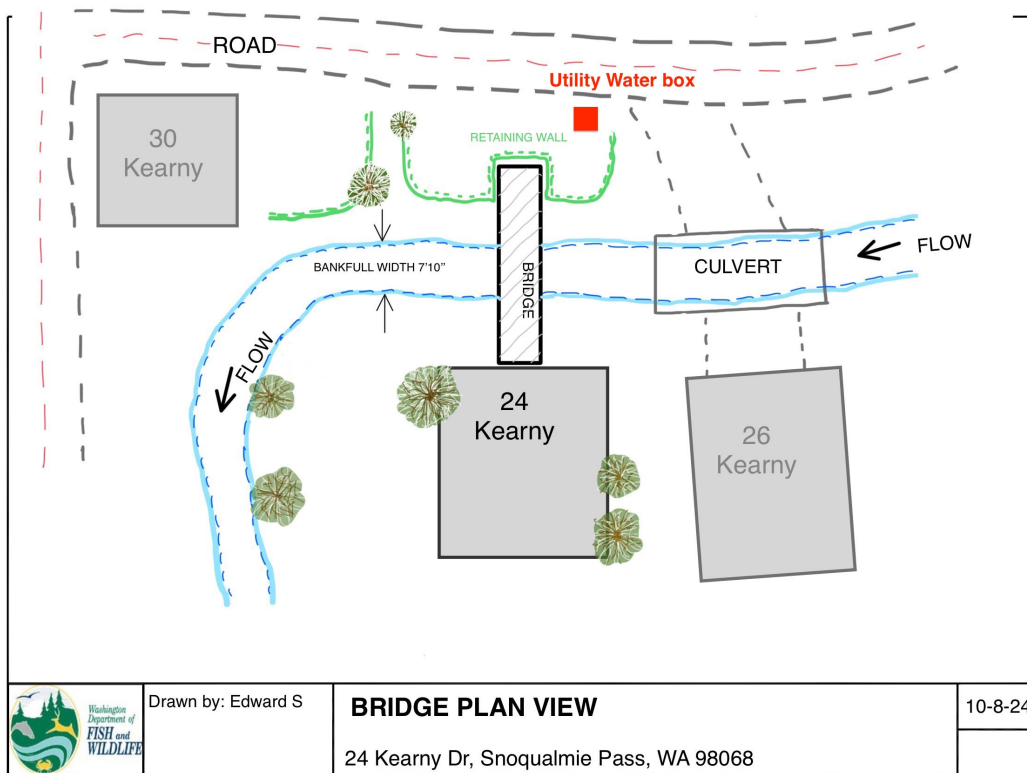 ROAD
Utility Water box
30
Kearny
RETAINING WALL
FLOW
CULVERT
BANKFULL WIDTH 7'10"
BRIDGE
FLOW
24
Kearny
26
Kearny
Washington
Department of
FISH and
WILDLIFE
Drawn by: Edward S
BRIDGE PLAN VIEW
24 Kearny Dr, Snoqualmie Pass, WA 98068
10-8-24